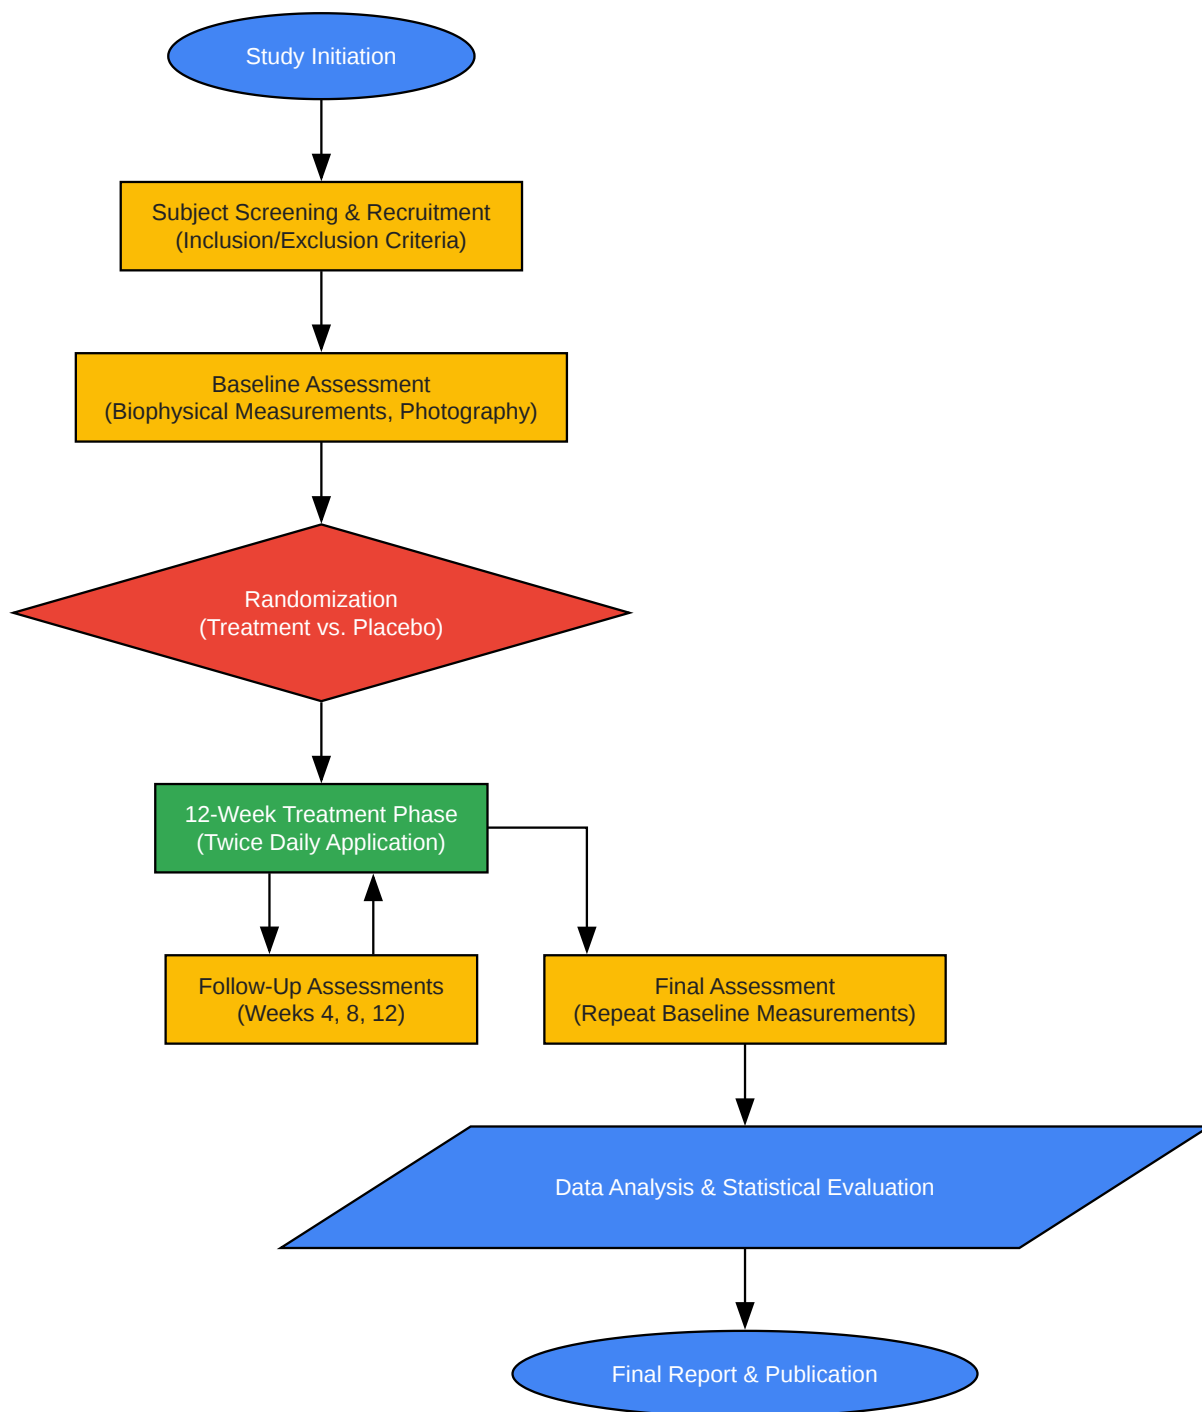 Study Initiation
Subject Screening & Recruitment
(Inclusion/Exclusion Criteria)
Baseline Assessment
(Biophysical Measurements, Photography)
Randomization
(Treatment vs. Placebo)
12-Week Treatment Phase
(Twice Daily Application)
Follow-Up Assessments
(Weeks 4, 8, 12)
Final Assessment
(Repeat Baseline Measurements)
Data Analysis & Statistical Evaluation
Final Report & Publication